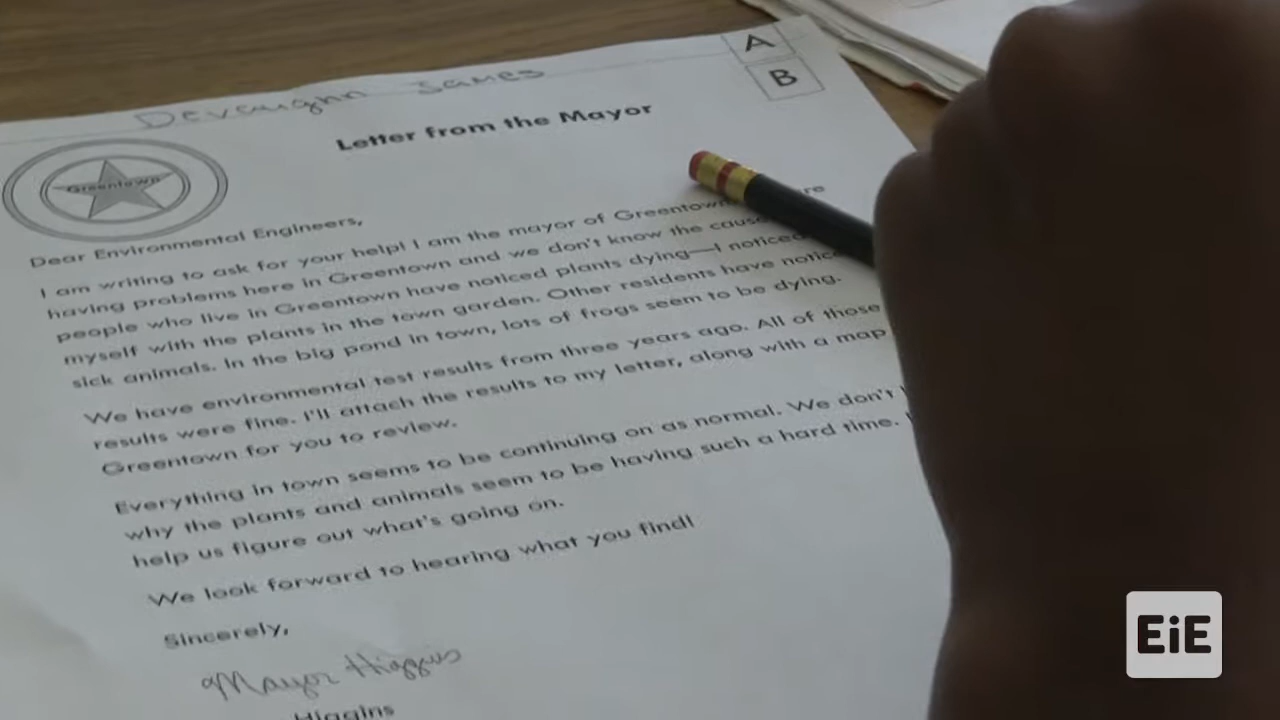 A
Devaughn James
B
Letter from the Mayor
Greentown
Dear Environmental Engineers,
I am writing to ask for your help! I am the mayor of Greentown
having problems here in Greentown and we don't know the cause
people who live in Greentown have noticed plants dying—I noticed
myself with the plants in the town garden. Other residents have
sick animals. In the big pond in town, lots of frogs seem to be dying.
We have environmental test results from three years ago. All of those
results were fine. I'll attach the results to my letter, along with a map
Greentown for you to review.
Everything in town seems to be continuing on as normal. We don't
why the plants and animals seem to be having such a hard time.
help us figure out what's going on.
We look forward to hearing what you find!
Sincerely,
Mayor Higgins
Higgins
EiE